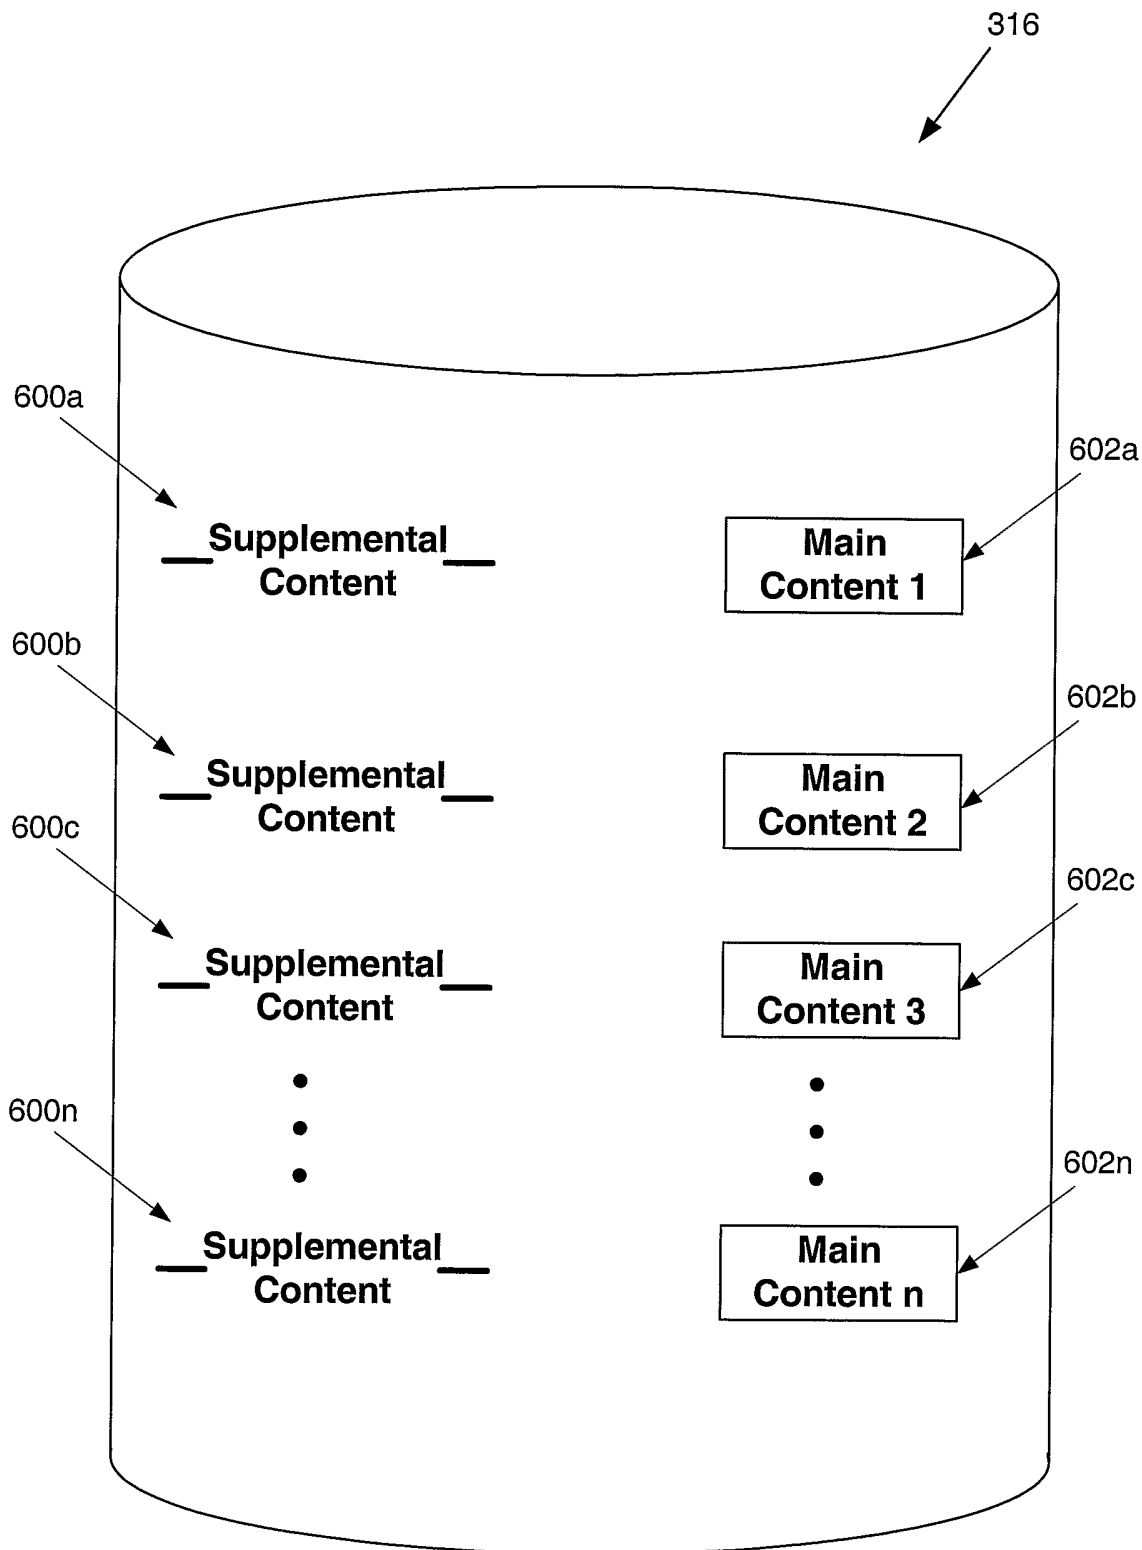 316
600a
602a
Supplemental
Content
Main
Content 1
600b
602b
Supplemental
Content
Main
Content 2
600c
602c
Supplemental
Content
Main
Content 3
600n
602n
Supplemental
Content
Main
Content n